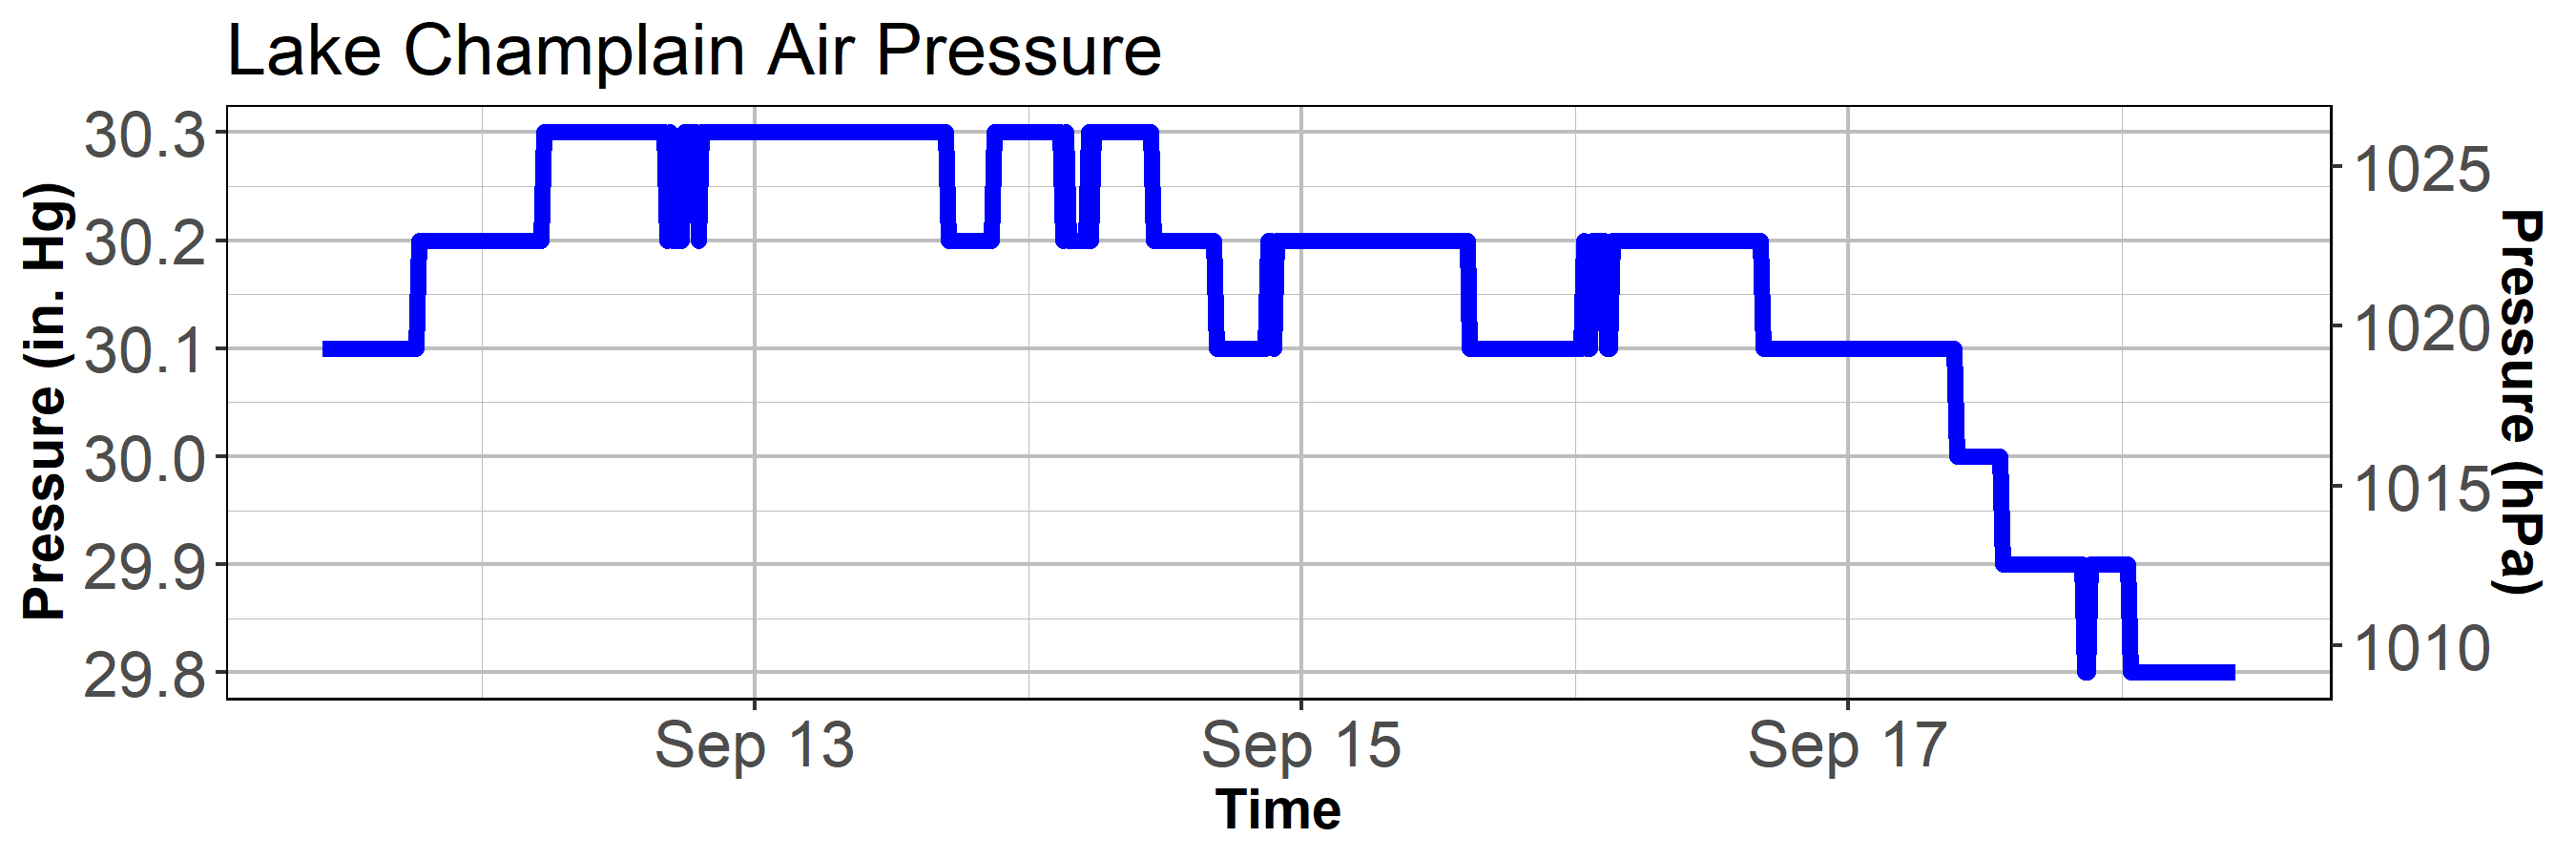 Lake Champlain Air Pressure
Pressure (in. Hg)
30.3
30.2
30.1
30.0
29.9
29.8
1025
1020
1015
1010
Pressure (hPa)
Sep 13
Sep 15
Sep 17
Time